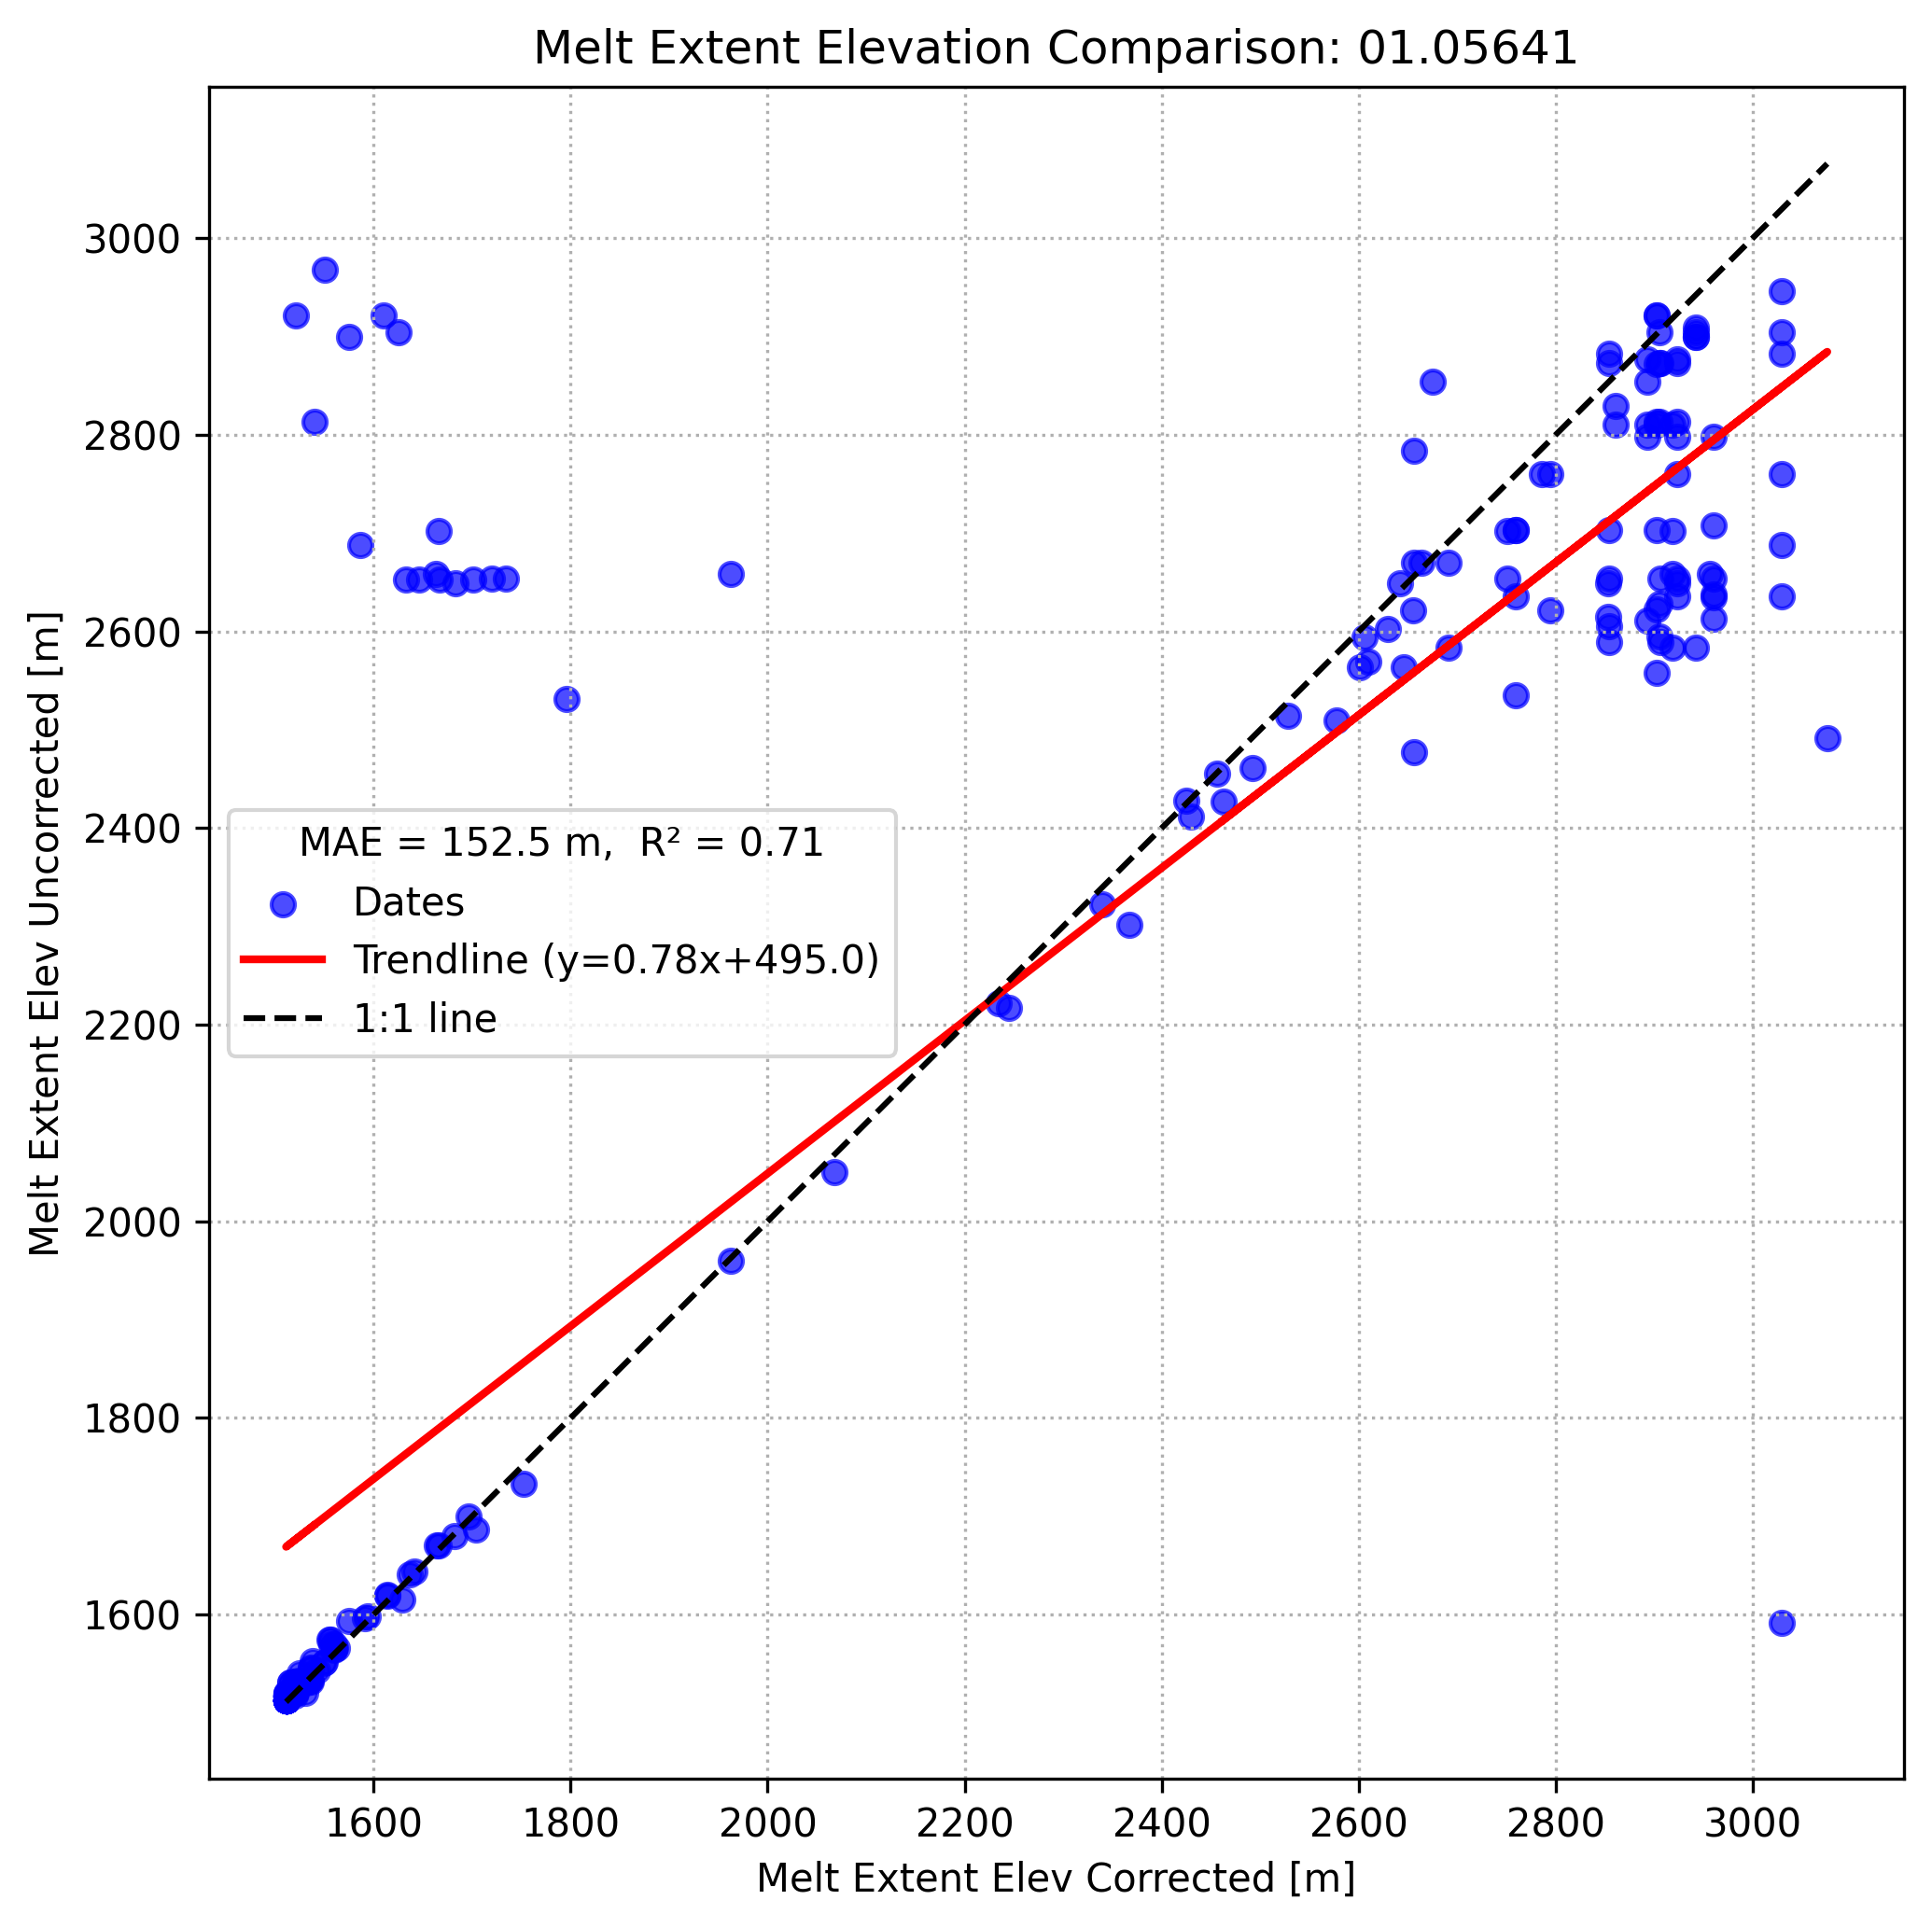 Melt Extent Elevation Comparison: 01.05641
Melt Extent Elev Uncorrected [m]
3000
2800
2600
2400
2200
2000
1800
1600
MAE = 152.5 m,  R² = 0.71
Dates
Trendline (y=0.78x+495.0)
1:1 line
1600 1800 2000 2200 2400 2600 2800 3000
Melt Extent Elev Corrected [m]